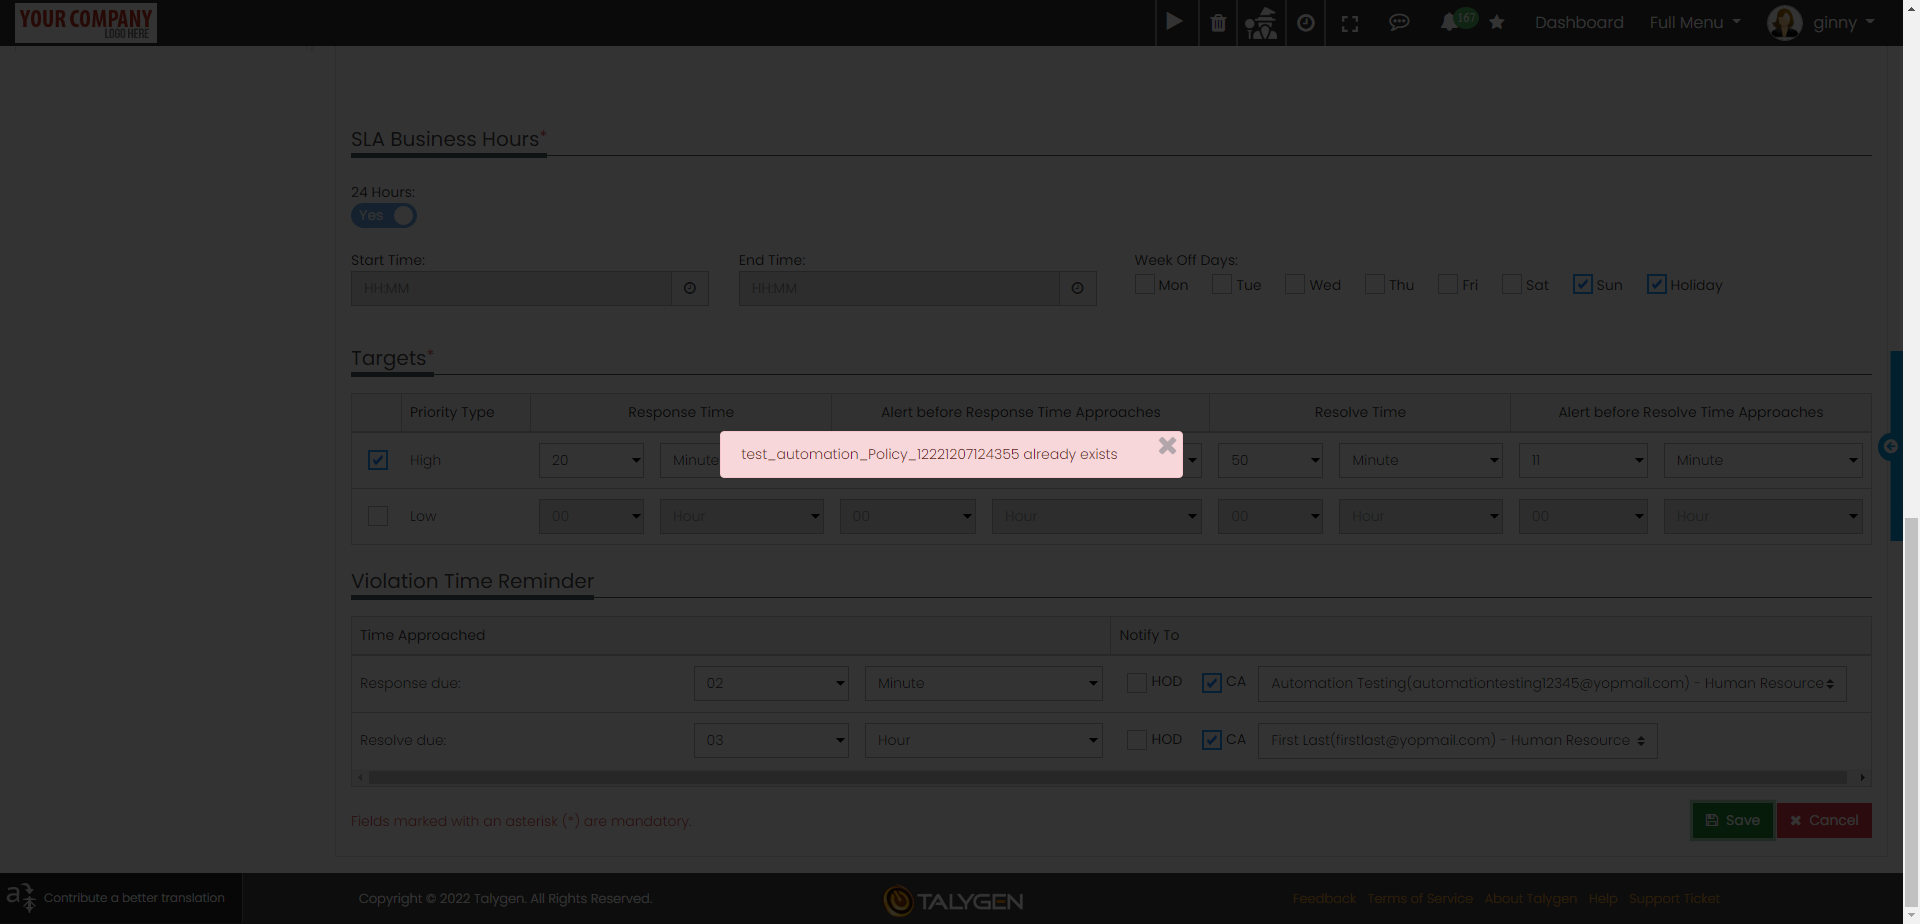 YOUR COMPANY
LOGO HERE
167
Dashboard
Full Menu
ginny
SLA Business Hours*
24 Hours:
Yes
Start Time:
End Time:
Week Off Days:
HH:MM
HH:MM
Mon
Tue
Wed
Thu
Fri
Sat
Sun
Holiday
Targets*
Priority Type
Response Time
Alert before Response Time Approaches
Resolve Time
Alert before Resolve Time Approaches
High
20
Minute
50
Minute
11
Minute
test_automation_Policy_12221207124355 already exists
Low
00
Hour
00
Hour
00
Hour
00
Hour
Violation Time Reminder
Time Approached
Notify To
Response due:
02
Minute
HOD
CA
Automation Testing(automationtesting12345@yopmail.com) - Human Resource
Resolve due:
03
Hour
HOD
CA
First Last(firstlast@yopmail.com) - Human Resource
Fields marked with an asterisk (*) are mandatory.
Save
Cancel
Contribute a better translation
Copyright © 2022 Talygen. All Rights Reserved.
TALYGEN
Feedback
Terms of Service
About Talygen
Help
Support Ticket